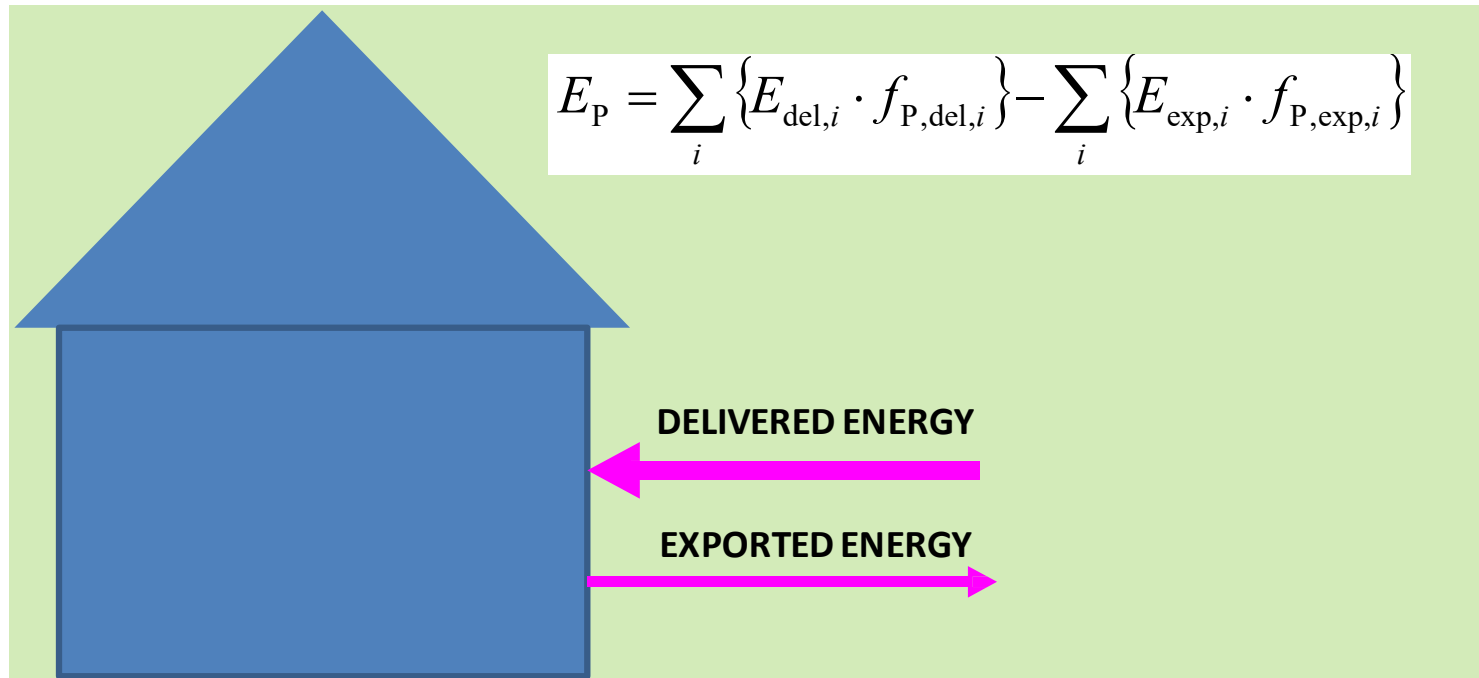 E_P = ∑_i {E_del,i · f_P,del,i} − ∑_i {E_exp,i · f_P,exp,i}
DELIVERED ENERGY
EXPORTED ENERGY